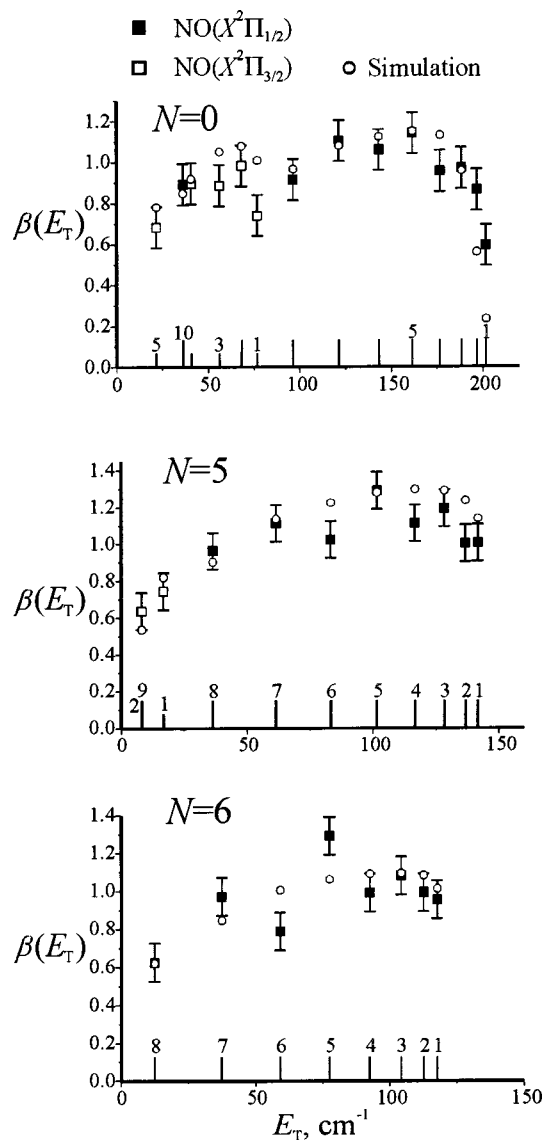 ■ NO(X²Π₁/₂)
□ NO(X²Π₃/₂) ○ Simulation
N=0
β(E_T)
1.2
1.0
0.8
0.6
0.4
0.2
0.0
5 10 3 1 5 1
0 50 100 150 200
N=5
β(E_T)
1.4
1.2
1.0
0.8
0.6
0.4
0.2
0.0
2 9 1 8 7 6 5 4 3 2 1
0 50 100 150
N=6
β(E_T)
1.4
1.2
1.0
0.8
0.6
0.4
0.2
0.0
8 7 6 5 4 3 2 1
0 50 100 150
E_T, cm⁻¹